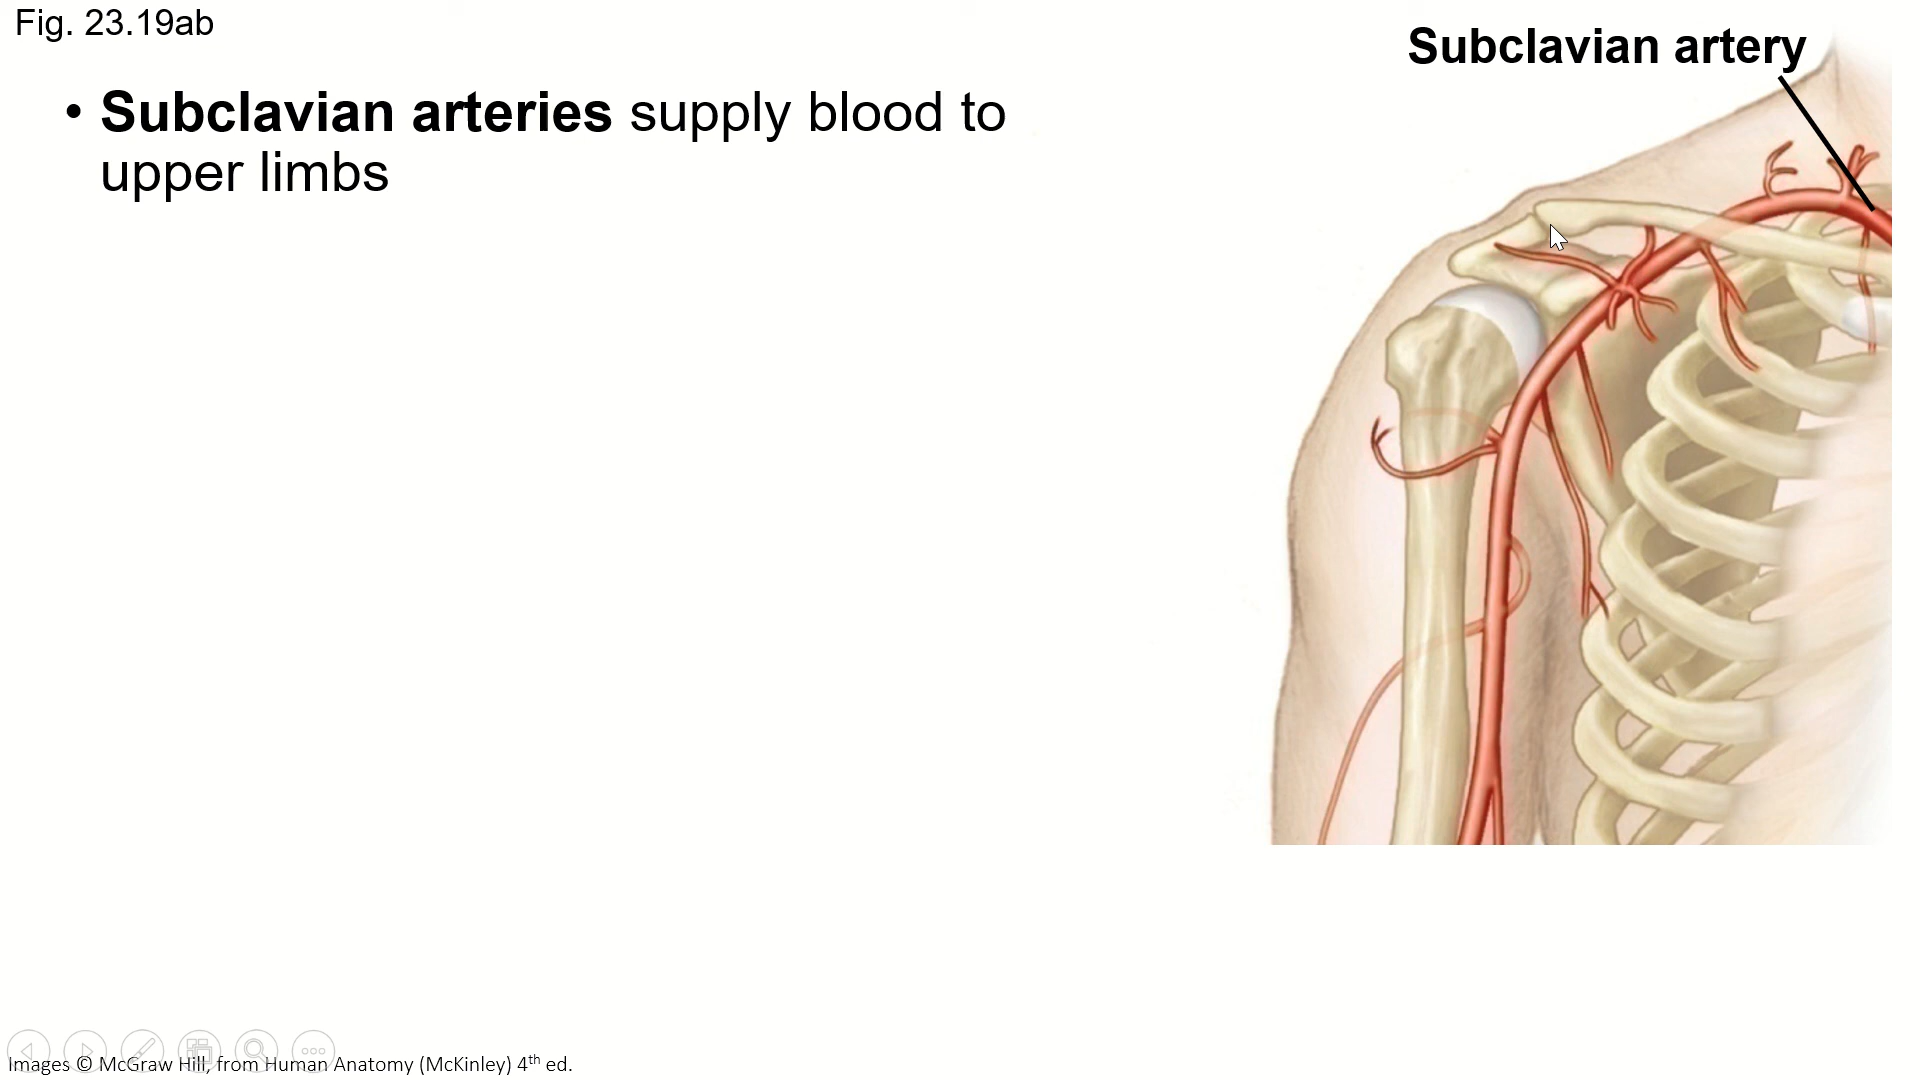 Fig. 23.19ab
Subclavian artery
• Subclavian arteries supply blood to
upper limbs
Images © McGraw Hill, from Human Anatomy (McKinley) 4th ed.